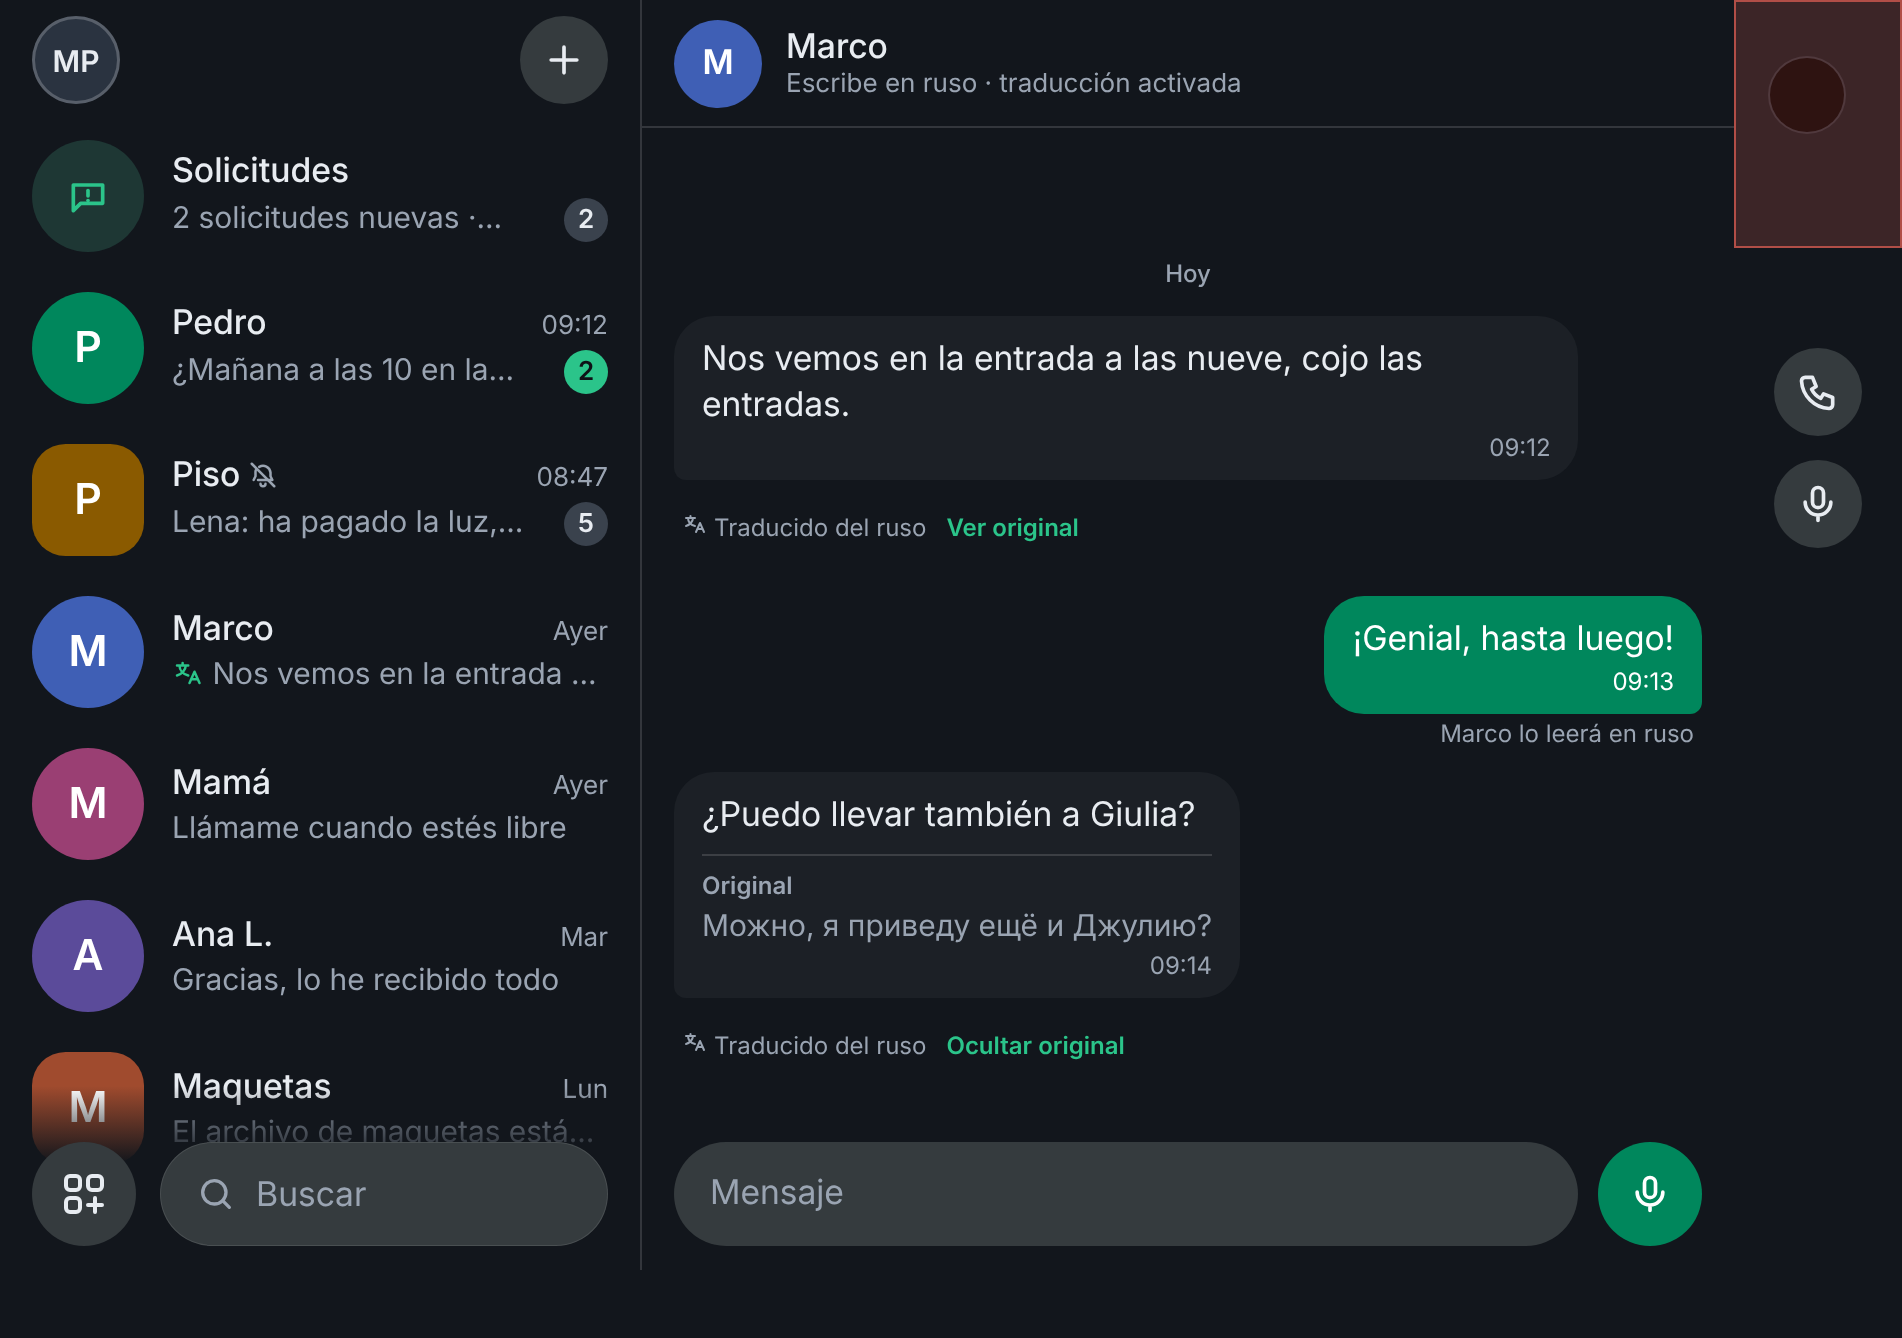 MP
Solicitudes
2 solicitudes nuevas ·...
2
P
Pedro
09:12
¿Mañana a las 10 en la...
2
P
Piso
08:47
Lena: ha pagado la luz,...
5
M
Marco
Ayer
Nos vemos en la entrada ...
M
Mamá
Ayer
Llámame cuando estés libre
A
Ana L.
Mar
Gracias, lo he recibido todo
M
Maquetas
Lun
El archivo de maquetas está...
Buscar
M
Marco
Escribe en ruso · traducción activada
Hoy
Nos vemos en la entrada a las nueve, cojo las
entradas.
09:12
Traducido del ruso Ver original
¡Genial, hasta luego!
09:13
Marco lo leerá en ruso
¿Puedo llevar también a Giulia?
Original
Можно, я приведу ещё и Джулию?
09:14
Traducido del ruso Ocultar original
Mensaje